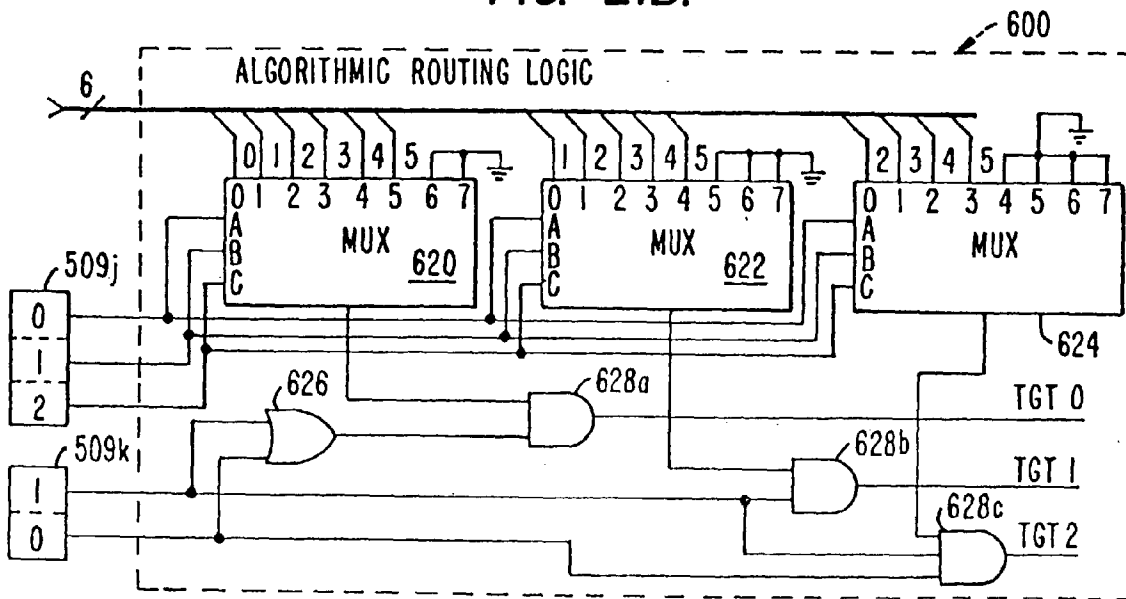 FIG. 21B.
600
ALGORITHMIC ROUTING LOGIC
6
0 1 2 3 4 5
1 2 3 4 5
2 3 4 5
0 1 2 3 4 5 6 7
0 1 2 3 4 5 6 7
0 1 2 3 4 5 6 7
A
B
C
MUX
620
A
B
C
MUX
622
A
B
C
MUX
624
509j
0
1
2
626
628a
TGT 0
509k
1
0
628b
TGT 1
628c
TGT 2